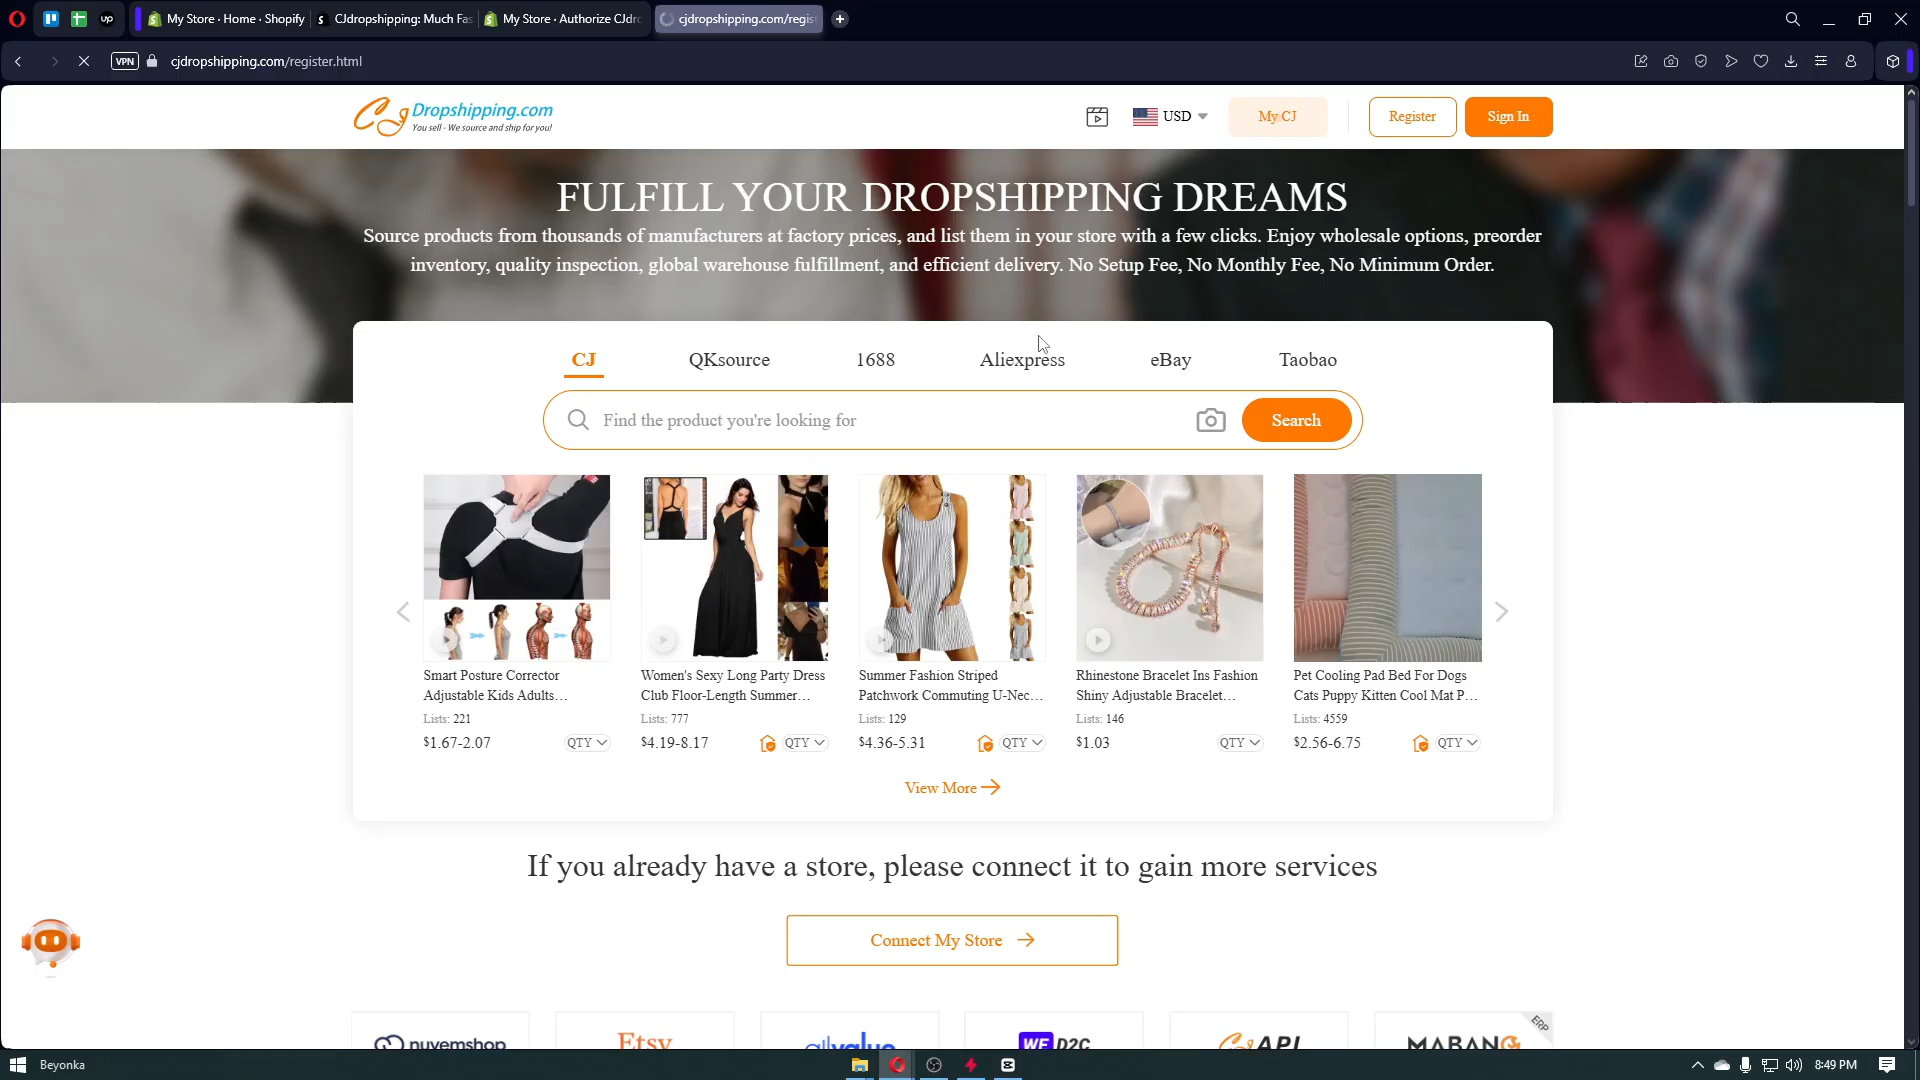 My Store · Home · Shopify
CJdropshipping: Much Fas
My Store · Authorize CJdro
cjdropshipping.com/regist
VPN
cjdropshipping.com/register.html
Dropshipping.com
You sell - We source and ship for you!
USD
My CJ
Register
Sign In
FULFILL YOUR DROPSHIPPING DREAMS
Source products from thousands of manufacturers at factory prices, and list them in your store with a few clicks. Enjoy wholesale options, preorder
inventory, quality inspection, global warehouse fulfillment, and efficient delivery. No Setup Fee, No Monthly Fee, No Minimum Order.
CJ
QKsource
1688
Aliexpress
eBay
Taobao
Find the product you're looking for
Search
Smart Posture Corrector
Adjustable Kids Adults…
Lists: 221
$1.67-2.07
QTY
Women's Sexy Long Party Dress
Club Floor-Length Summer…
Lists: 777
$4.19-8.17
QTY
Summer Fashion Striped
Patchwork Commuting U-Nec…
Lists: 129
$4.36-5.31
QTY
Rhinestone Bracelet Ins Fashion
Shiny Adjustable Bracelet…
Lists: 146
$1.03
QTY
Pet Cooling Pad Bed For Dogs
Cats Puppy Kitten Cool Mat P…
Lists: 4559
$2.56-6.75
QTY
View More
If you already have a store, please connect it to gain more services
Connect My Store
nuvemshop
Etsy
allvalue
WE D2C
CJ API
MABANG
ERP
Beyonka
8:49 PM